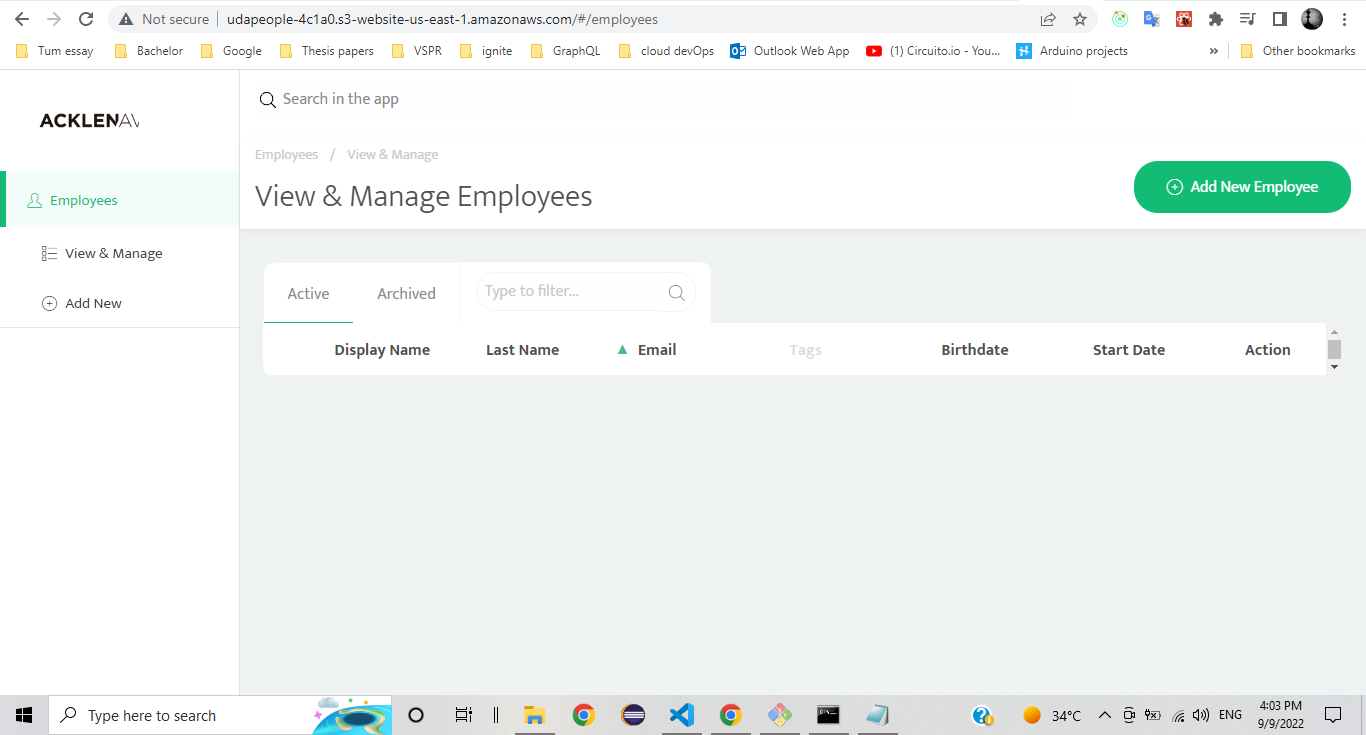 Not secure | udapeople-4c1a0.s3-website-us-east-1.amazonaws.com/#/employees
Tum essay Bachelor Google Thesis papers VSPR ignite GraphQL cloud devOps Outlook Web App (1) Circuito.io - You... Arduino projects » Other bookmarks
ACKLENAV
Search in the app
Employees / View & Manage
View & Manage Employees
Add New Employee
Employees
View & Manage
Add New
Active Archived Type to filter...
Display Name Last Name Email Tags Birthdate Start Date Action
Type here to search
34°C ENG
4:03 PM
9/9/2022